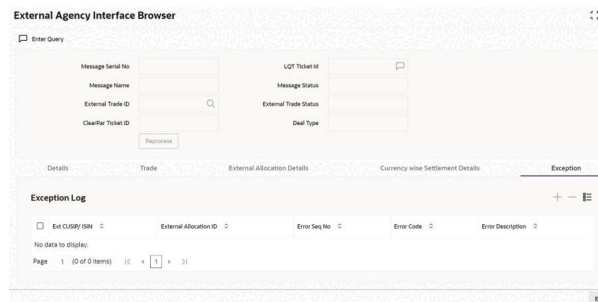 External Agency Interface Browser
Enter Query
Message Serial No LQT Ticket Id
Message Name Message Status
External Trade ID External Trade Status
ClearPar Ticket ID Deal Type
Reprocess
Details Trade External Allocation Details Currency wise Settlement Details Exception
Exception Log
Ext CUSIP/ ISIN External Allocation ID Error Seq No Error Code Error Description
No data to display.
Page 1 (0 of 0 items) 1